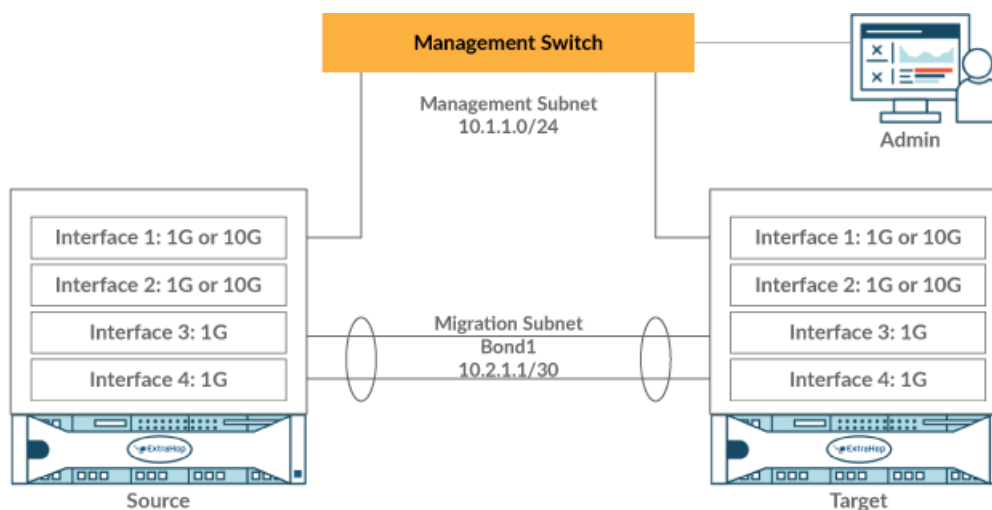 Management Switch
Management Subnet
10.1.1.0/24
Admin
Interface 1: 1G or 10G
Interface 2: 1G or 10G
Interface 3: 1G
Interface 4: 1G
Migration Subnet
Bond1
10.2.1.1/30
Interface 1: 1G or 10G
Interface 2: 1G or 10G
Interface 3: 1G
Interface 4: 1G
ExtraHop
Source
ExtraHop
Target